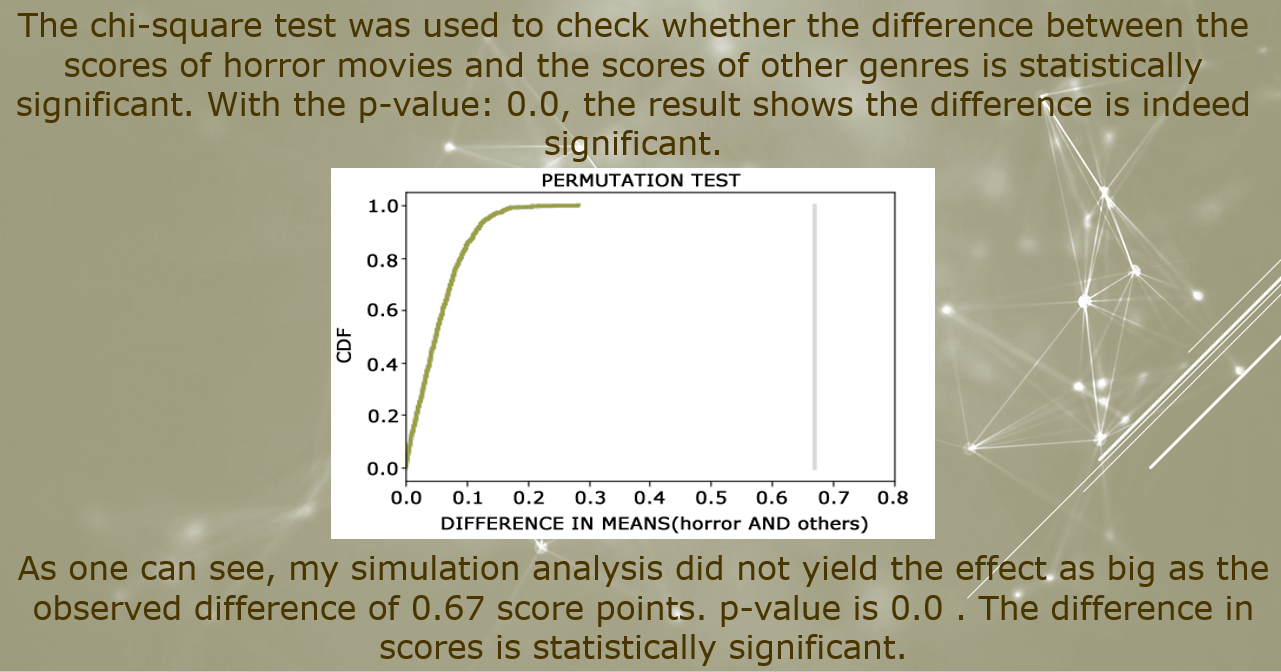 The chi-square test was used to check whether the difference between the
scores of horror movies and the scores of other genres is statistically
significant. With the p-value: 0.0, the result shows the difference is indeed
significant.
PERMUTATION TEST
1.0
0.8
0.6
0.4
0.2
0.0
CDF
0.0 0.1 0.2 0.3 0.4 0.5 0.6 0.7 0.8
DIFFERENCE IN MEANS(horror AND others)
As one can see, my simulation analysis did not yield the effect as big as the
observed difference of 0.67 score points. p-value is 0.0 . The difference in
scores is statistically significant.